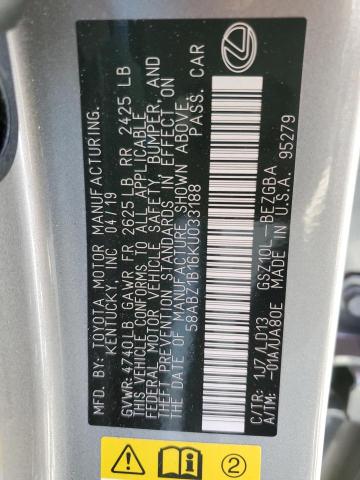 MANUFACTURED BY:
TOYOTA MOTOR MANUFACTURING.
KENTUCKY, INC. 04/19
GVWR: 4740 LB GAWR FR 2625 LB RR 2425 LB
THIS VEHICLE CONFORMS TO ALL APPLICABLE
FEDERAL MOTOR VEHICLE SAFETY, BUMPER, AND
THEFT PREVENTION STANDARDS IN EFFECT ON
THE DATE OF MANUFACTURE SHOWN ABOVE.
58ABZ1B16KU033188 PASS. CAR
C/TR: 1J7/LD13 GSZ10L-BEZGBA
A/TM: -01A/UA80E MADE IN U.S.A. 95279
2